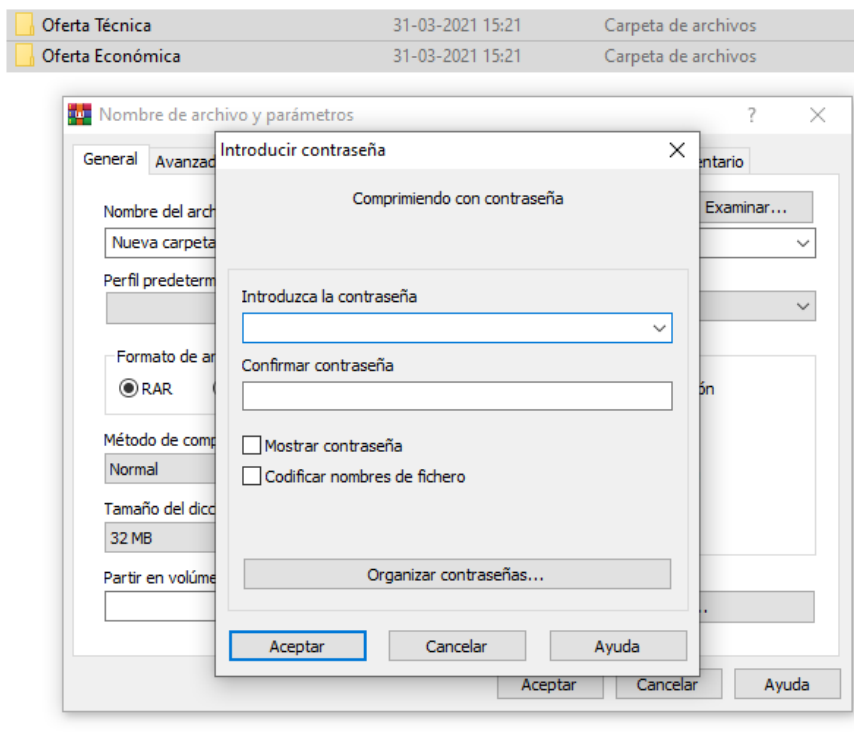 Oferta Técnica 31-03-2021 15:21 Carpeta de archivos
Oferta Económica 31-03-2021 15:21 Carpeta de archivos
Nombre de archivo y parámetros ?
General Avanzad entario
Introducir contraseña
Comprimiendo con contraseña
Nombre del arch Examinar...
Nueva carpeta
Perfil predeterm
Introduzca la contraseña
Formato de ar
Confirmar contraseña
RAR ón
Método de comp
Mostrar contraseña
Normal
Codificar nombres de fichero
Tamaño del dicc
32 MB
Partir en volúme
Organizar contraseñas...
Aceptar Cancelar Ayuda
Aceptar Cancelar Ayuda